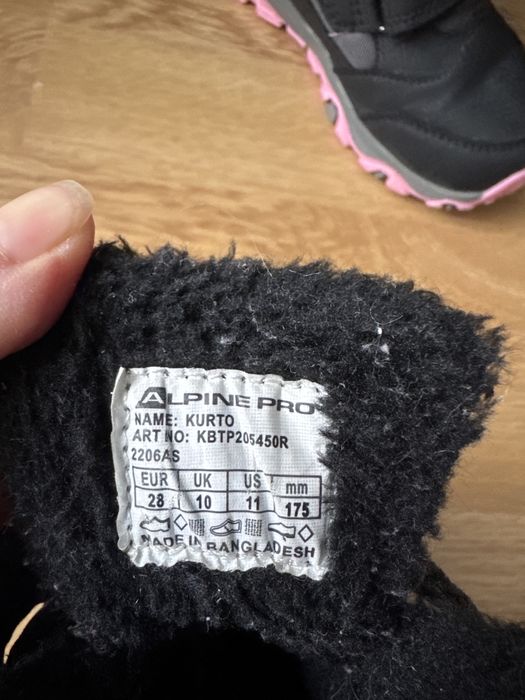 ALPINE PRO
NAME: KURTO
ART NO: KBTP205450R
2206AS
EUR UK US mm
28 10 11 175
MADE IN BANGLADESH